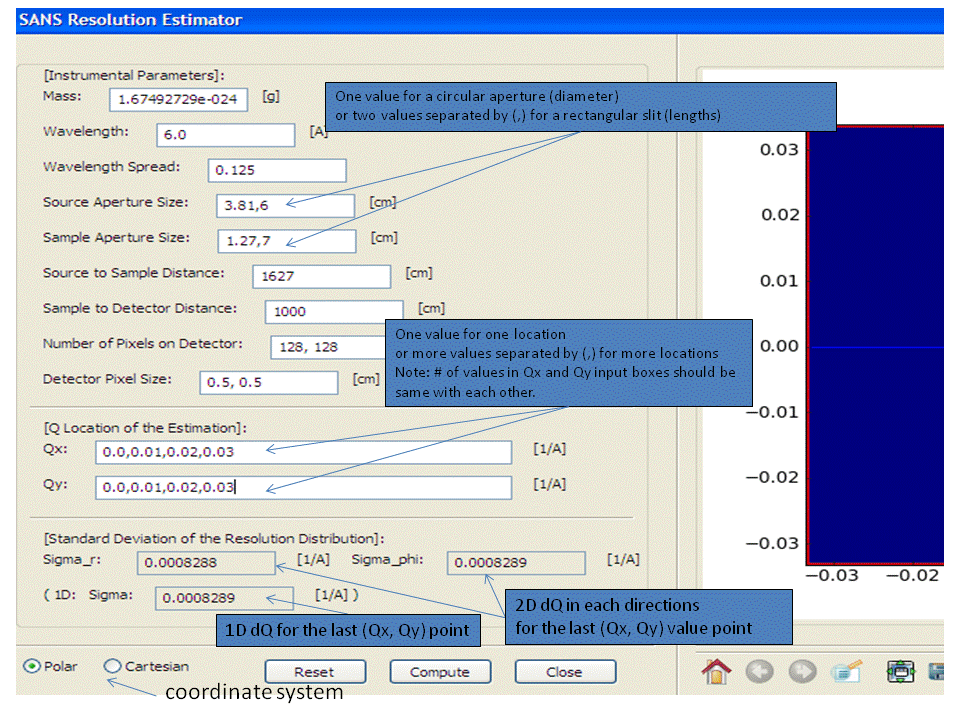 SANS Resolution Estimator
[Instrumental Parameters]:
Mass: 1.67492729e-024 [g]
One value for a circular aperture (diameter)
or two values separated by (,) for a rectangular slit (lengths)
Wavelength: 6.0 [A]
Wavelength Spread: 0.125
Source Aperture Size: 3.81,6 [cm]
Sample Aperture Size: 1.27,7 [cm]
Source to Sample Distance: 1627 [cm]
Sample to Detector Distance: 1000 [cm]
Number of Pixels on Detector: 128, 128
One value for one location
or more values separated by (,) for more locations
Note: # of values in Qx and Qy input boxes should be
same with each other.
Detector Pixel Size: 0.5, 0.5 [cm]
[Q Location of the Estimation]:
Qx: 0.0,0.01,0.02,0.03 [1/A]
Qy: 0.0,0.01,0.02,0.03 [1/A]
[Standard Deviation of the Resolution Distribution]:
Sigma_r: 0.0008288 [1/A] Sigma_phi: 0.0008289 [1/A]
( 1D: Sigma: 0.0008289 [1/A] )
1D dQ for the last (Qx, Qy) point
2D dQ in each directions
for the last (Qx, Qy) value point
Polar Cartesian Reset Compute Close
coordinate system
0.03
0.02
0.01
0.00
−0.01
−0.02
−0.03
−0.03 −0.02